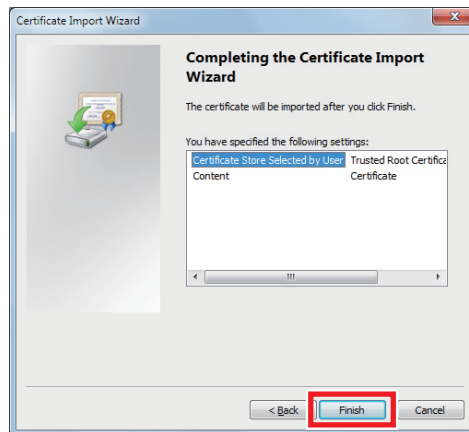 Certificate Import Wizard
Completing the Certificate Import
Wizard
The certificate will be imported after you click Finish.
You have specified the following settings:
Certificate Store Selected by User Trusted Root Certifica
Content Certificate
< Back Finish Cancel